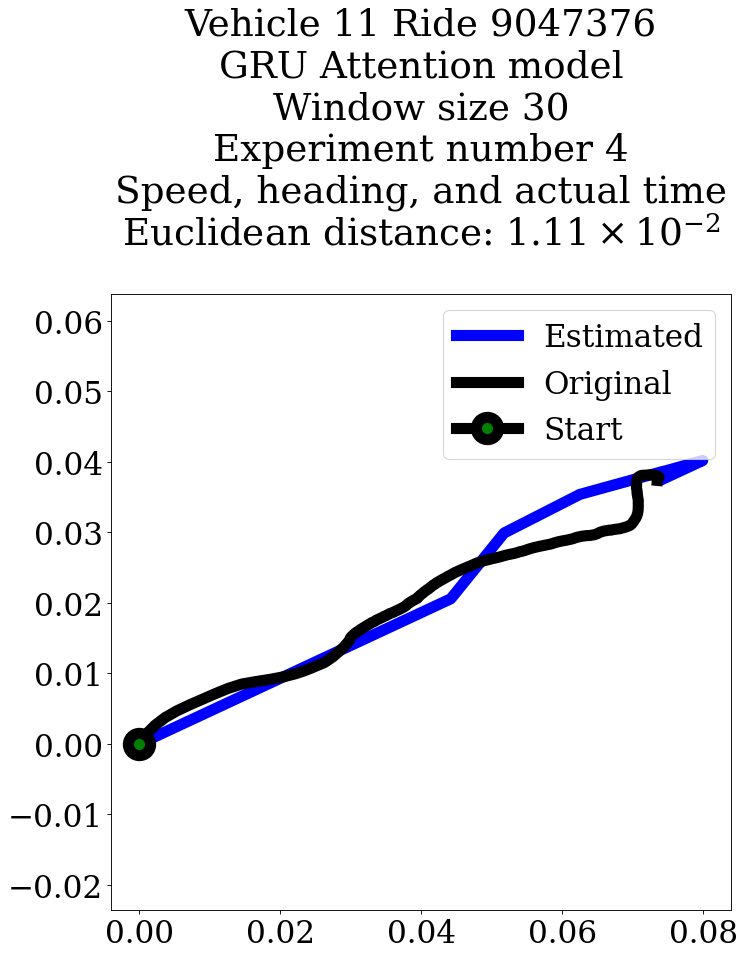 Vehicle 11 Ride 9047376
GRU Attention model
Window size 30
Experiment number 4
Speed, heading, and actual time
Euclidean distance: 1.11 × 10⁻²
Estimated
Original
Start
0.06
0.05
0.04
0.03
0.02
0.01
0.00
−0.01
−0.02
0.00 0.02 0.04 0.06 0.08